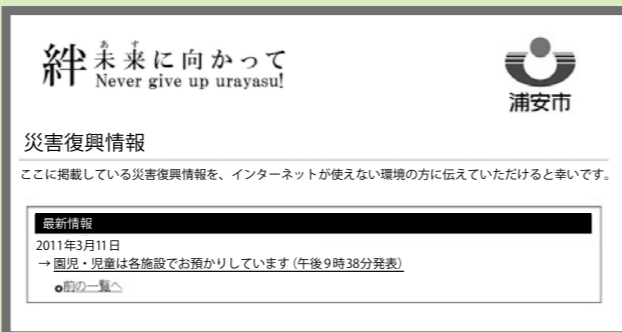 絆未来に向かって
あす
Never give up urayasu!
浦安市
災害復興情報
ここに掲載している災害復興情報を、インターネットが使えない環境の方に伝えていただけると幸いです。
最新情報
2011年3月11日
→ 園児・児童は各施設でお預かりしています(午後9時38分発表)
前の一覧へ